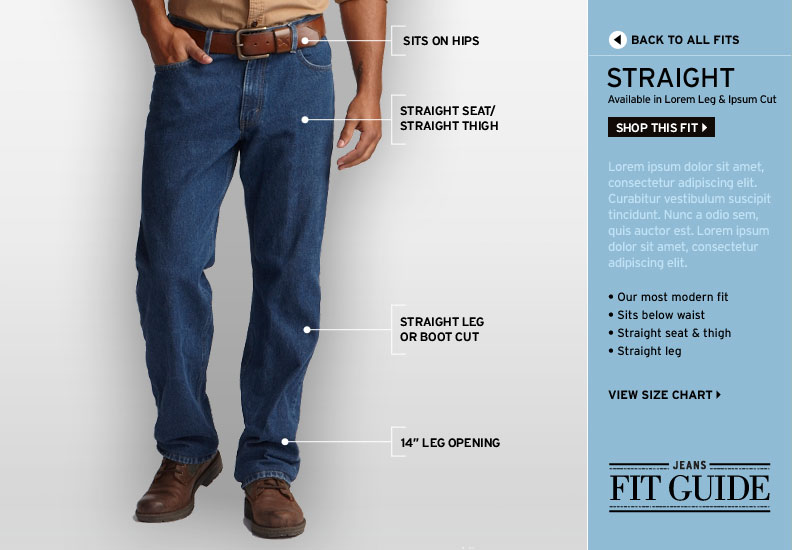 SITS ON HIPS
STRAIGHT SEAT/
STRAIGHT THIGH
STRAIGHT LEG
OR BOOT CUT
14” LEG OPENING
BACK TO ALL FITS
STRAIGHT
Available in Lorem Leg & Ipsum Cut
SHOP THIS FIT
Lorem ipsum dolor sit amet,
consectetur adipiscing elit.
Curabitur vestibulum suscipit
tincidunt. Nunc a odio sem,
quis auctor est. Lorem ipsum
dolor sit amet, consectetur
adipiscing elit.
• Our most modern fit
• Sits below waist
• Straight seat & thigh
• Straight leg
VIEW SIZE CHART
JEANS
FIT GUIDE